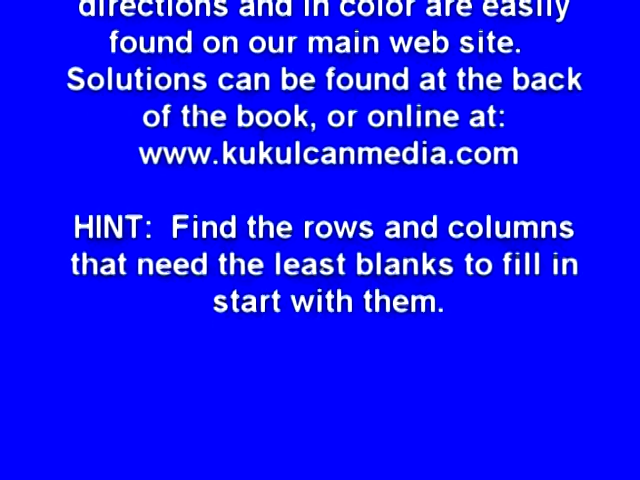 directions and in color are easily
found on our main web site.
Solutions can be found at the back
of the book, or online at:
www.kukulcanmedia.com
HINT: Find the rows and columns
that need the least blanks to fill in
start with them.